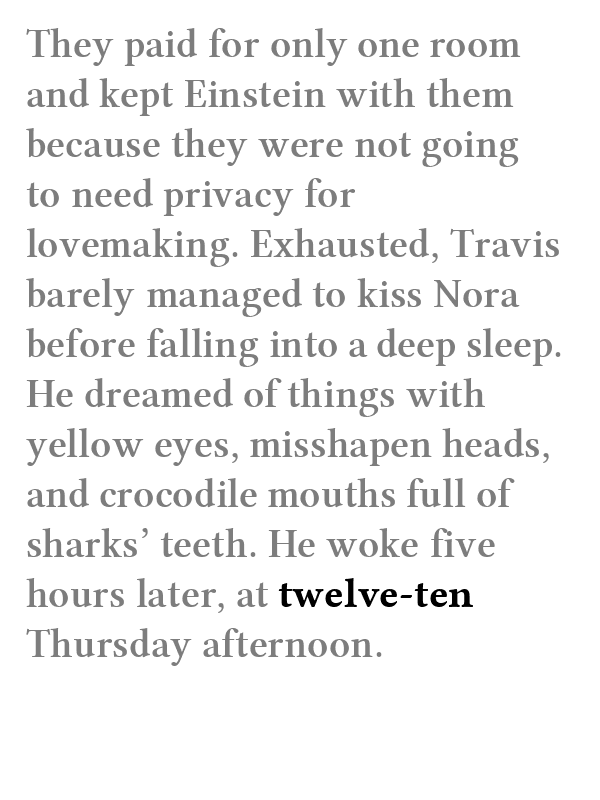 They paid for only one room
and kept Einstein with them
because they were not going
to need privacy for
lovemaking. Exhausted, Travis
barely managed to kiss Nora
before falling into a deep sleep.
He dreamed of things with
yellow eyes, misshapen heads,
and crocodile mouths full of
sharks’ teeth. He woke five
hours later, at twelve-ten
Thursday afternoon.